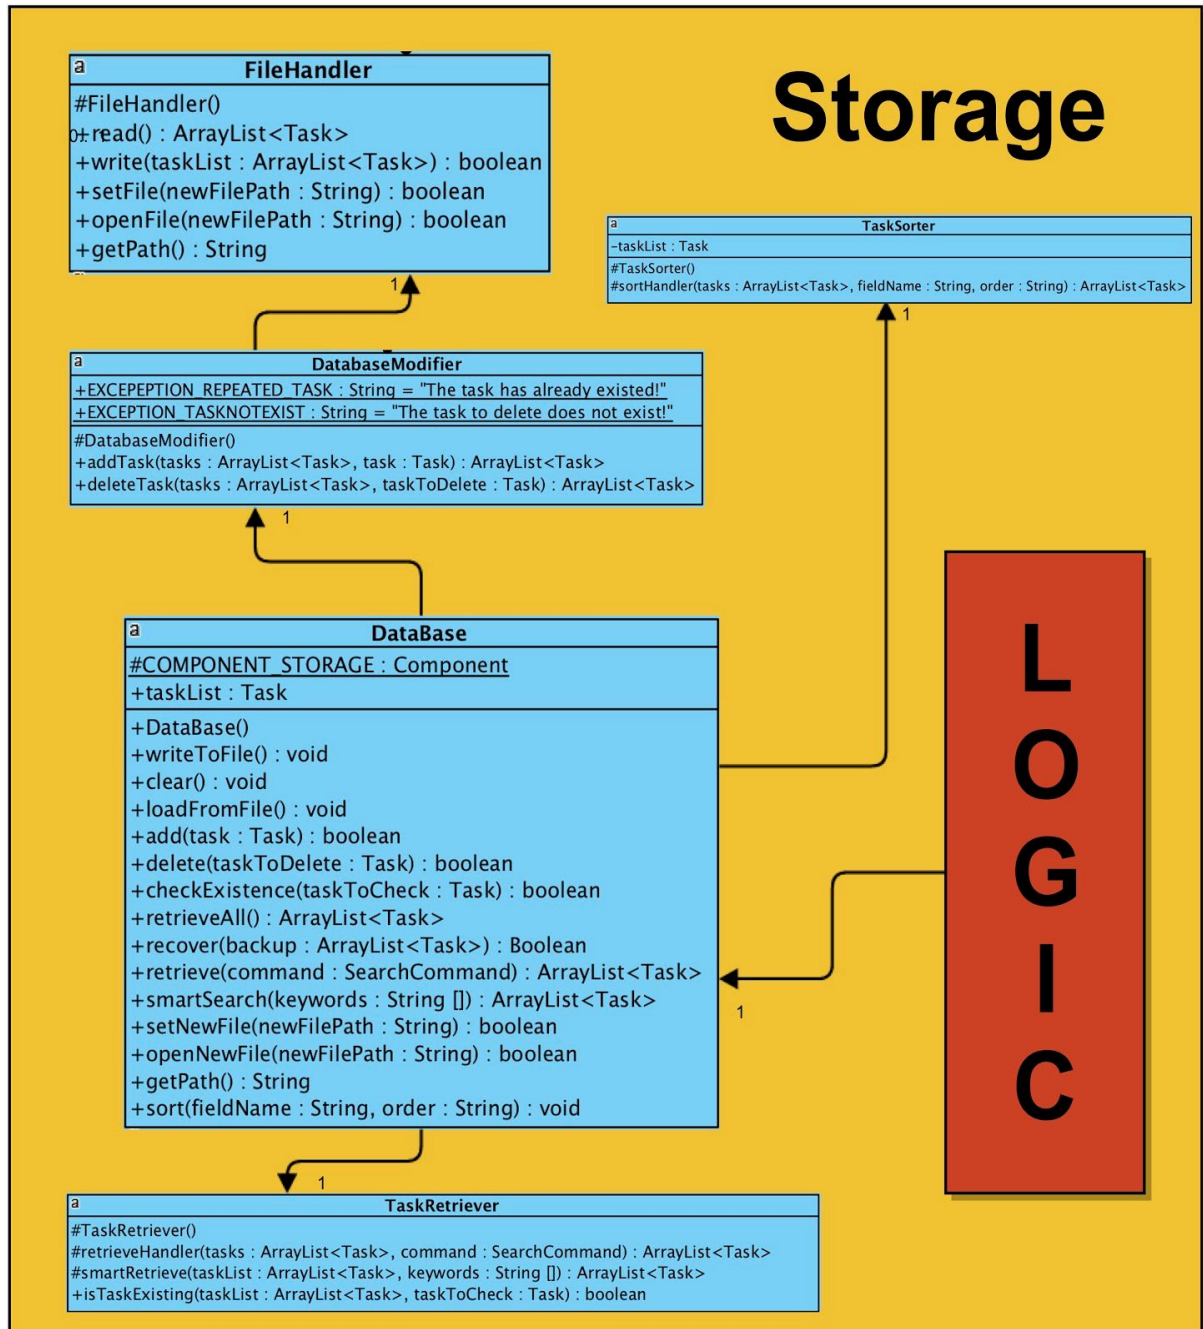 Storage
a
FileHandler
#FileHandler()
+read() : ArrayList<Task>
+write(taskList : ArrayList<Task>) : boolean
+setFile(newFilePath : String) : boolean
+openFile(newFilePath : String) : boolean
+getPath() : String
1
a
TaskSorter
-taskList : Task
#TaskSorter()
#sortHandler(tasks : ArrayList<Task>, fieldName : String, order : String) : ArrayList<Task>
1
a
DatabaseModifier
+EXCEPEPTION_REPEATED_TASK : String = "The task has already existed!"
+EXCEPTION_TASKNOTEXIST : String = "The task to delete does not exist!"
#DatabaseModifier()
+addTask(tasks : ArrayList<Task>, task : Task) : ArrayList<Task>
+deleteTask(tasks : ArrayList<Task>, taskToDelete : Task) : ArrayList<Task>
1
a
DataBase
#COMPONENT_STORAGE : Component
+taskList : Task
+DataBase()
+writeToFile() : void
+clear() : void
+loadFromFile() : void
+add(task : Task) : boolean
+delete(taskToDelete : Task) : boolean
+checkExistence(taskToCheck : Task) : boolean
+retrieveAll() : ArrayList<Task>
+recover(backup : ArrayList<Task>) : Boolean
+retrieve(command : SearchCommand) : ArrayList<Task>
+smartSearch(keywords : String []) : ArrayList<Task>
+setNewFile(newFilePath : String) : boolean
+openNewFile(newFilePath : String) : boolean
+getPath() : String
+sort(fieldName : String, order : String) : void
1
L
O
G
I
C
1
a
TaskRetriever
#TaskRetriever()
#retrieveHandler(tasks : ArrayList<Task>, command : SearchCommand) : ArrayList<Task>
#smartRetrieve(taskList : ArrayList<Task>, keywords : String []) : ArrayList<Task>
+isTaskExisting(taskList : ArrayList<Task>, taskToCheck : Task) : boolean